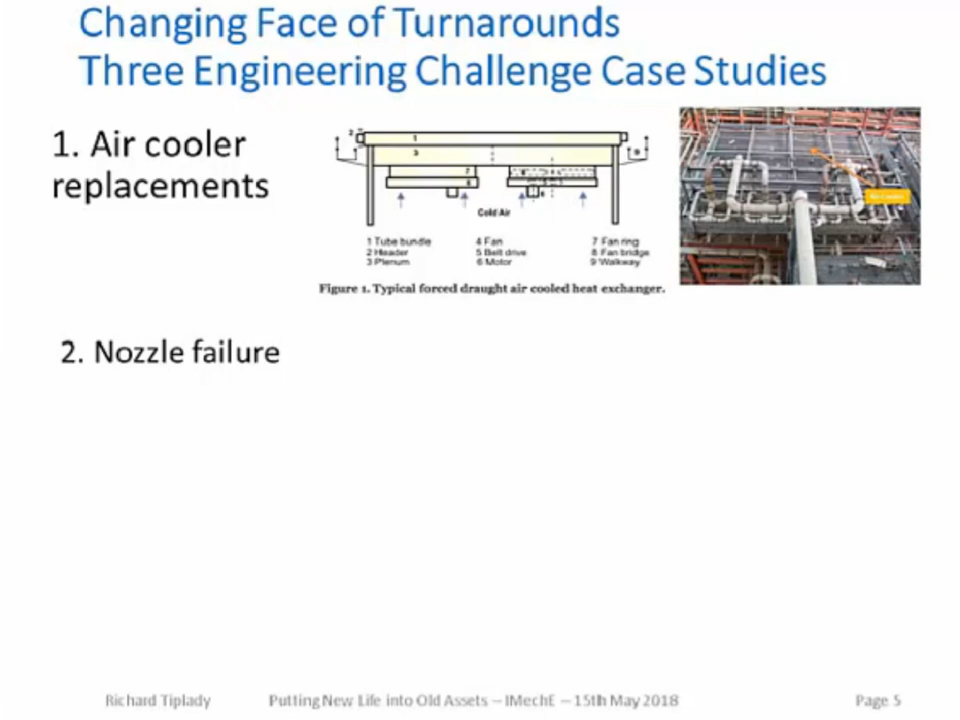 Changing Face of Turnarounds
Three Engineering Challenge Case Studies
1. Air cooler
replacements
Cold Air
1 Tube bundle 4 Fan 7 Fan ring
2 Header 5 Belt drive 8 Fan bridge
3 Plenum 6 Motor 9 Walkway
Figure 1. Typical forced draught air cooled heat exchanger.
2. Nozzle failure
Richard Tiplady Putting New Life into Old Assets – IMechE – 15th May 2018 Page 5